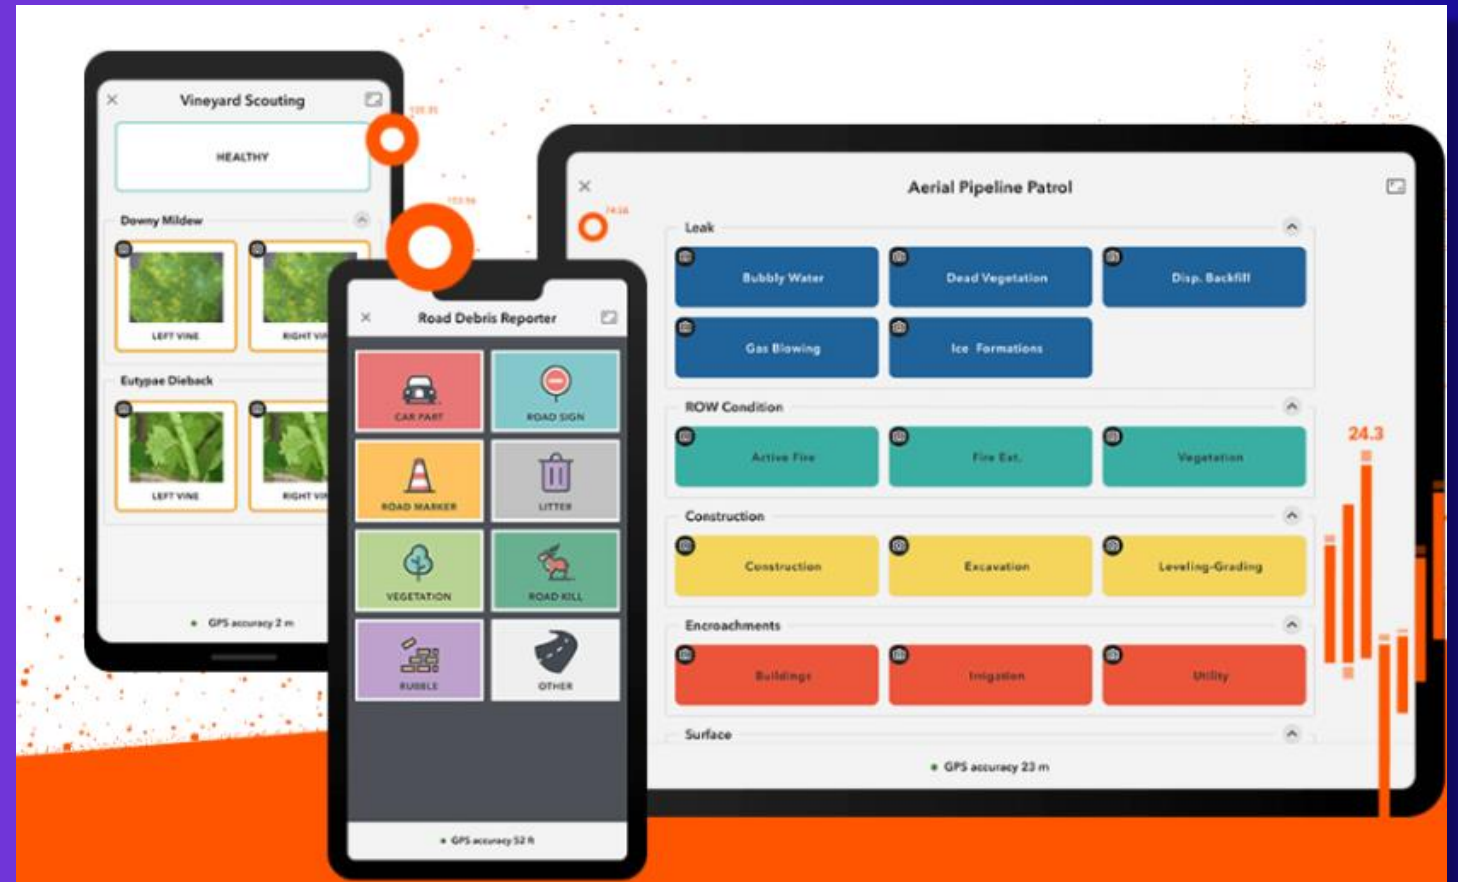 Vineyard Scouting
HEALTHY
Downy Mildew
LEFT VINE
RIGHT
Eutypae Dieback
LEFT VINE
RIGHT
GPS accuracy 2 m
Road Debris Reporter
CAR PART
ROAD SIGN
ROAD MARKER
LITTER
VEGETATION
ROAD KILL
RUBBLE
OTHER
GPS accuracy 52 ft
Aerial Pipeline Patrol
Leak
Bubbly Water
Dead Vegetation
Disp. Backfill
Gas Blowing
Ice Formations
ROW Condition
Active Fire
Fire Ext.
Vegetation
Construction
Construction
Excavation
Leveling-Grading
Encroachments
Buildings
Irrigation
Utility
Surface
GPS accuracy 23 m
24.3